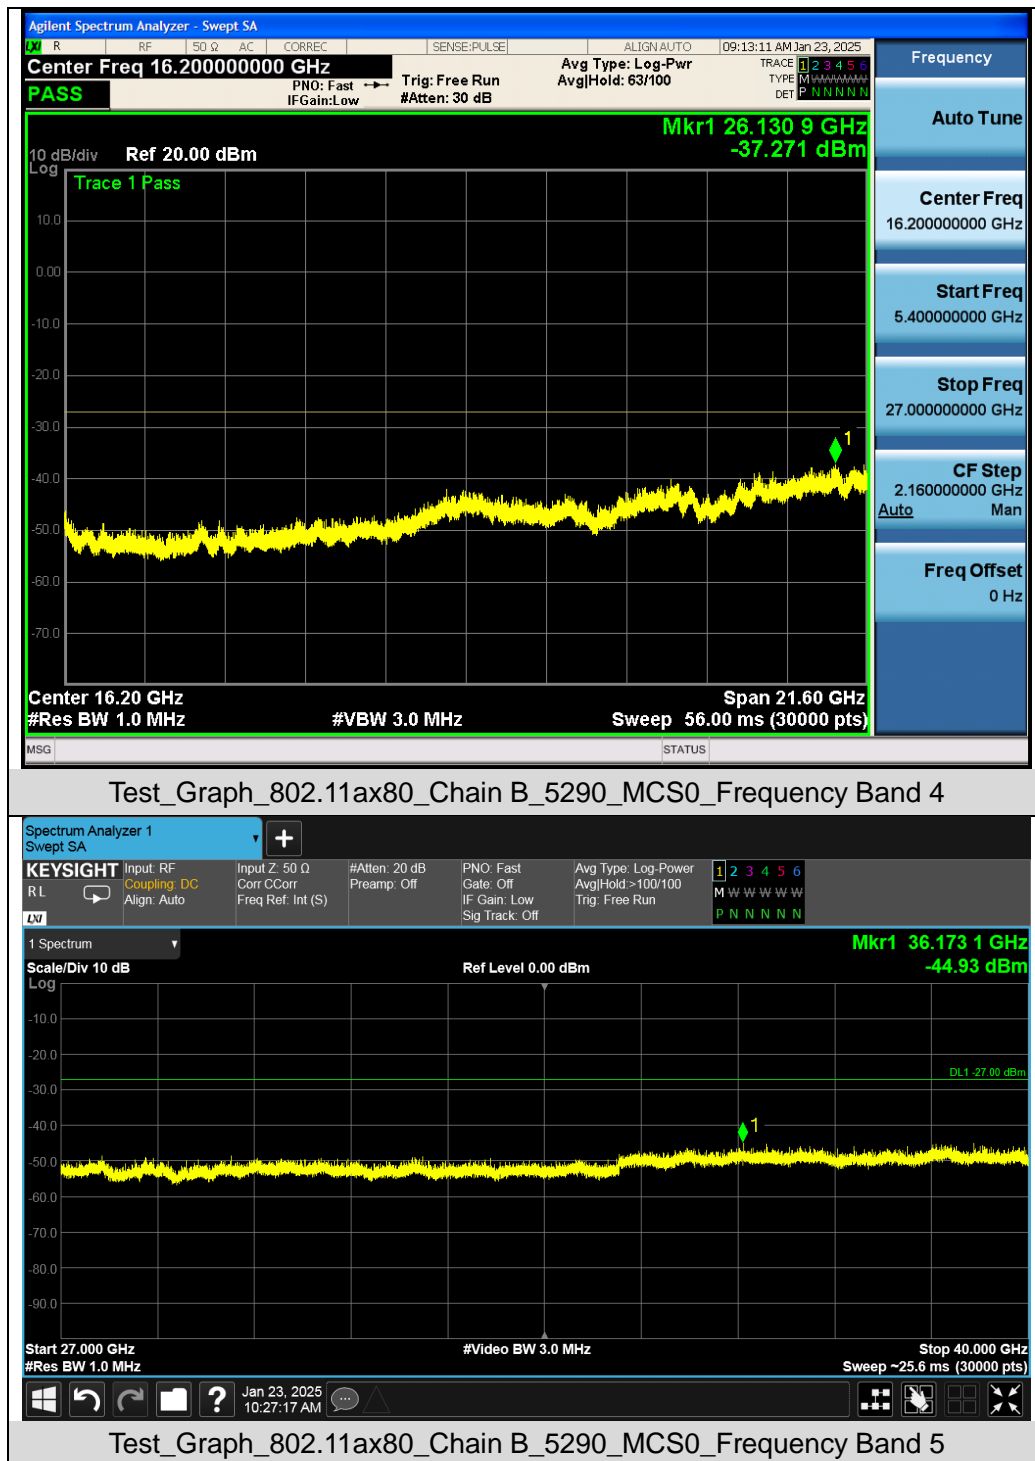 Agilent Spectrum Analyzer - Swept SA
LXI R RF 50 Ω AC CORREC SENSE:PULSE ALIGN AUTO 09:13:11 AM Jan 23, 2025
Center Freq 16.200000000 GHz
PNO: Fast
IFGain:Low
Trig: Free Run
#Atten: 30 dB
Avg Type: Log-Pwr
Avg|Hold: 63/100
TRACE 1 2 3 4 5 6
TYPE M W W W W W
DET P N N N N N
PASS
Mkr1 26.130 9 GHz
-37.271 dBm
10 dB/div Ref 20.00 dBm
Log
Trace 1 Pass
10.0
0.00
-10.0
-20.0
-30.0
-40.0
-50.0
-60.0
-70.0
1
Center 16.20 GHz Span 21.60 GHz
#Res BW 1.0 MHz #VBW 3.0 MHz Sweep 56.00 ms (30000 pts)
MSG STATUS
Frequency
Auto Tune
Center Freq
16.200000000 GHz
Start Freq
5.400000000 GHz
Stop Freq
27.000000000 GHz
CF Step
2.160000000 GHz
Auto Man
Freq Offset
0 Hz
Test_Graph_802.11ax80_Chain B_5290_MCS0_Frequency Band 4
Spectrum Analyzer 1
Swept SA
+
KEYSIGHT
R L
LXI
Input: RF
Coupling: DC
Align: Auto
Input Z: 50 Ω
Corr CCorr
Freq Ref: Int (S)
#Atten: 20 dB
Preamp: Off
PNO: Fast
Gate: Off
IF Gain: Low
Sig Track: Off
Avg Type: Log-Power
Avg|Hold:>100/100
Trig: Free Run
1 2 3 4 5 6
M W W W W W
P N N N N N
1 Spectrum
Mkr1 36.173 1 GHz
-44.93 dBm
Scale/Div 10 dB Ref Level 0.00 dBm
Log
-10.0
-20.0
-30.0
-40.0
-50.0
-60.0
-70.0
-80.0
-90.0
DL1 -27.00 dBm
1
Start 27.000 GHz #Video BW 3.0 MHz Stop 40.000 GHz
#Res BW 1.0 MHz Sweep ~25.6 ms (30000 pts)
?
Jan 23, 2025
10:27:17 AM
Test_Graph_802.11ax80_Chain B_5290_MCS0_Frequency Band 5